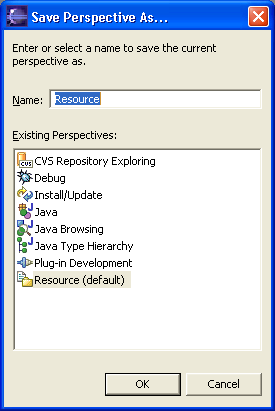 Save Perspective As...
Enter or select a name to save the current
perspective as.
Name: Resource
Existing Perspectives:
CVS CVS Repository Exploring
Debug
Install/Update
Java
Java Browsing
Java Type Hierarchy
Plug-in Development
Resource (default)
OK Cancel